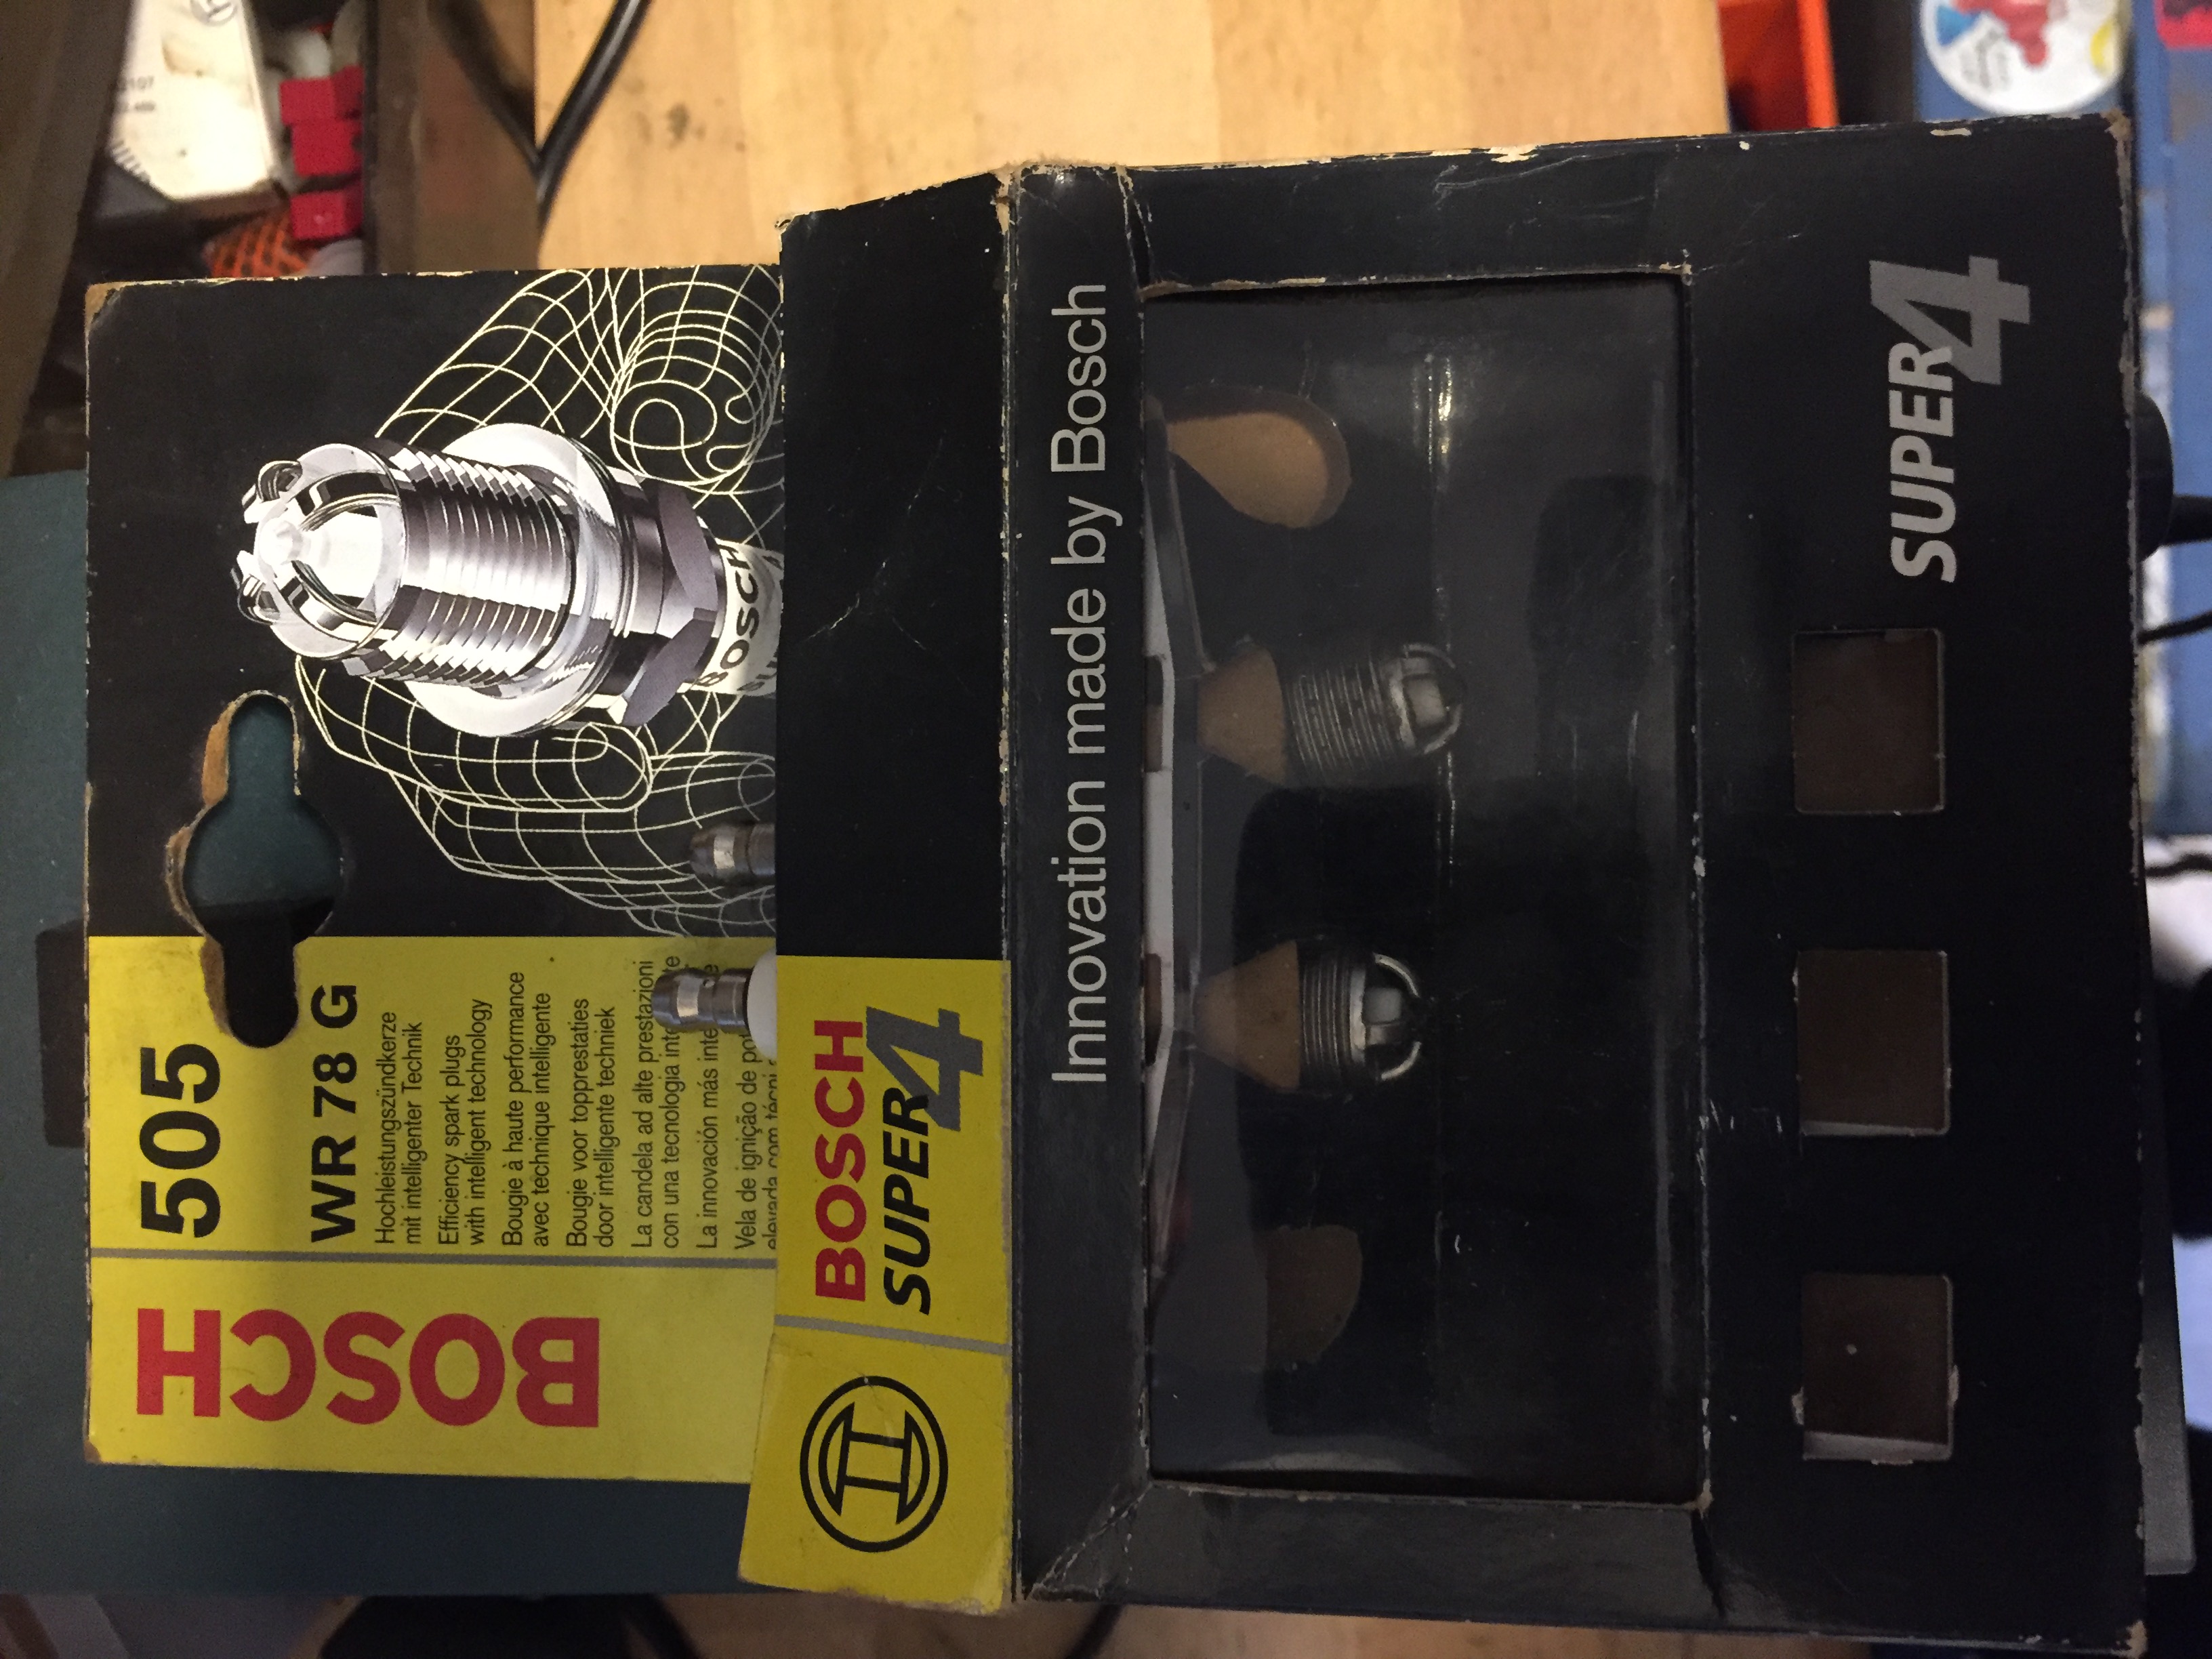 505
WR 78 G
Hochleistungszündkerze
mit intelligenter Technik
Efficiency spark plugs
with intelligent technology
Bougie à haute performance
avec technique intelligente
Bougie voor topprestaties
door intelligente techniek
La candela ad alte prestazioni
con una tecnologia
La innovación más
Vela de ignição de
elevada com
BOSCH
BOSCH
BOSCH
SUPER 4
Innovation made by Bosch
SUPER 4